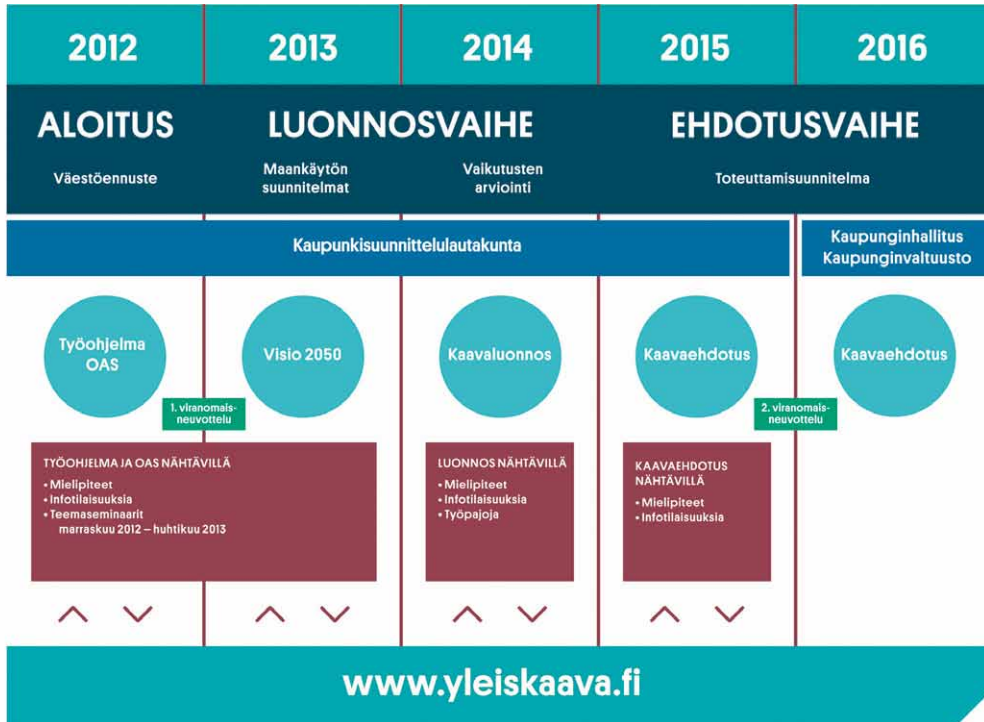 2012
2013
2014
2015
2016
ALOITUS
LUONNOSVAIHE
EHDOTUSVAIHE
Väestöennuste
Maankäytön
suunnitelmat
Vaikutusten
arviointi
Toteuttamisuunnitelma
Kaupunkisuunnittelulautakunta
Kaupunginhallitus
Kaupunginvaltuusto
Työohjelma
OAS
Visio 2050
Kaavaluonnos
Kaavaehdotus
Kaavaehdotus
1. viranomais-
neuvottelu
2. viranomais-
neuvottelu
TYÖOHJELMA JA OAS NÄHTÄVILLÄ
• Mielipiteet
• Infotilaisuuksia
• Teemaseminaarit
marraskuu 2012 – huhtikuu 2013
LUONNOS NÄHTÄVILLÄ
• Mielipiteet
• Infotilaisuuksia
• Työpajoja
KAAVAEHDOTUS
NÄHTÄVILLÄ
• Mielipiteet
• Infotilaisuuksia
www.yleiskaava.fi